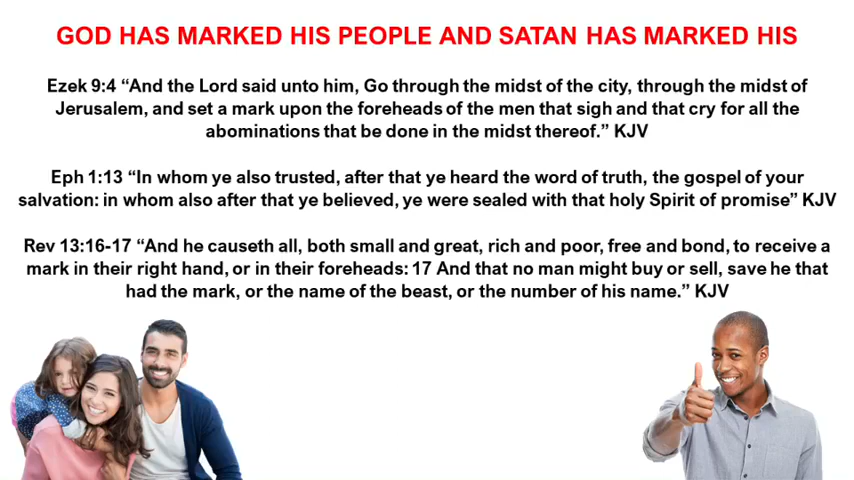 GOD HAS MARKED HIS PEOPLE AND SATAN HAS MARKED HIS
Ezek 9:4 “And the Lord said unto him, Go through the midst of the city, through the midst of
Jerusalem, and set a mark upon the foreheads of the men that sigh and that cry for all the
abominations that be done in the midst thereof.” KJV
Eph 1:13 “In whom ye also trusted, after that ye heard the word of truth, the gospel of your
salvation: in whom also after that ye believed, ye were sealed with that holy Spirit of promise” KJV
Rev 13:16-17 “And he causeth all, both small and great, rich and poor, free and bond, to receive a
mark in their right hand, or in their foreheads: 17 And that no man might buy or sell, save he that
had the mark, or the name of the beast, or the number of his name.” KJV